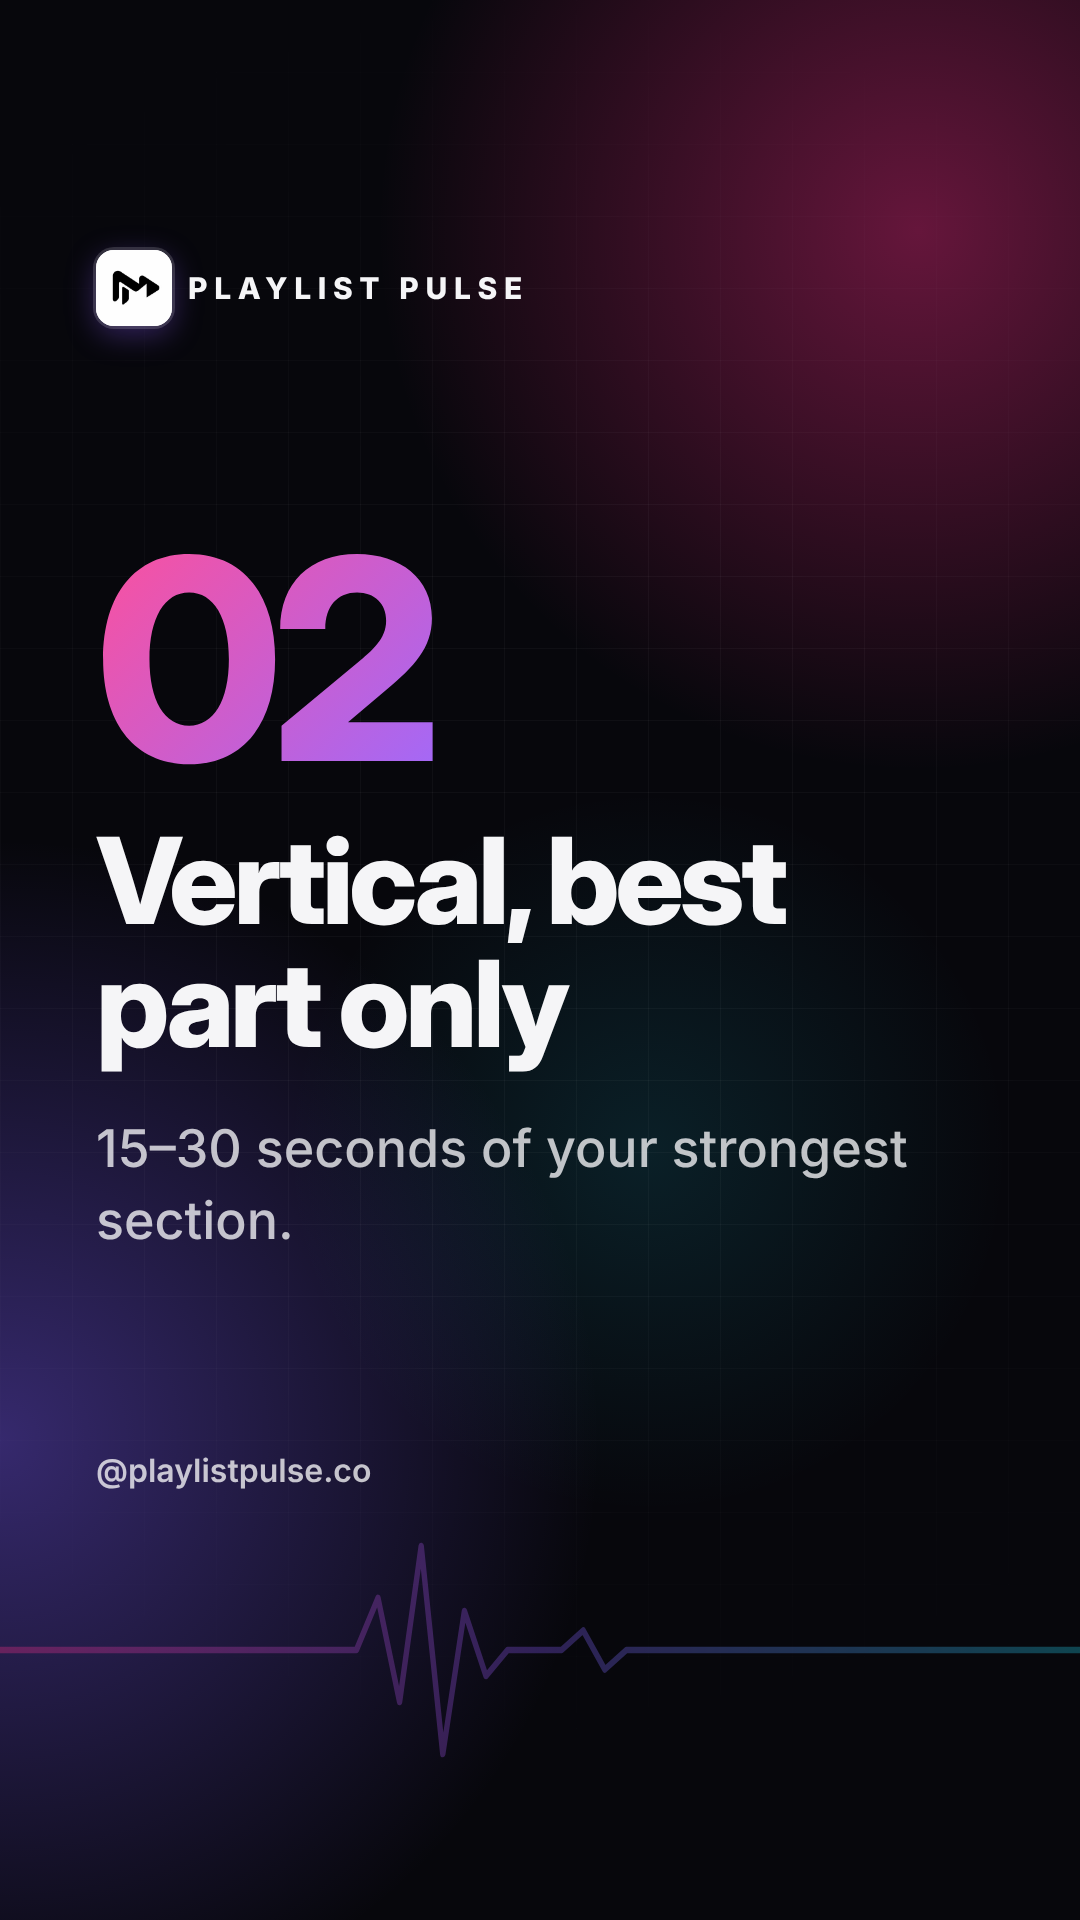 PLAYLIST PULSE
02
Vertical, best
part only
15–30 seconds of your strongest
section.
@playlistpulse.co